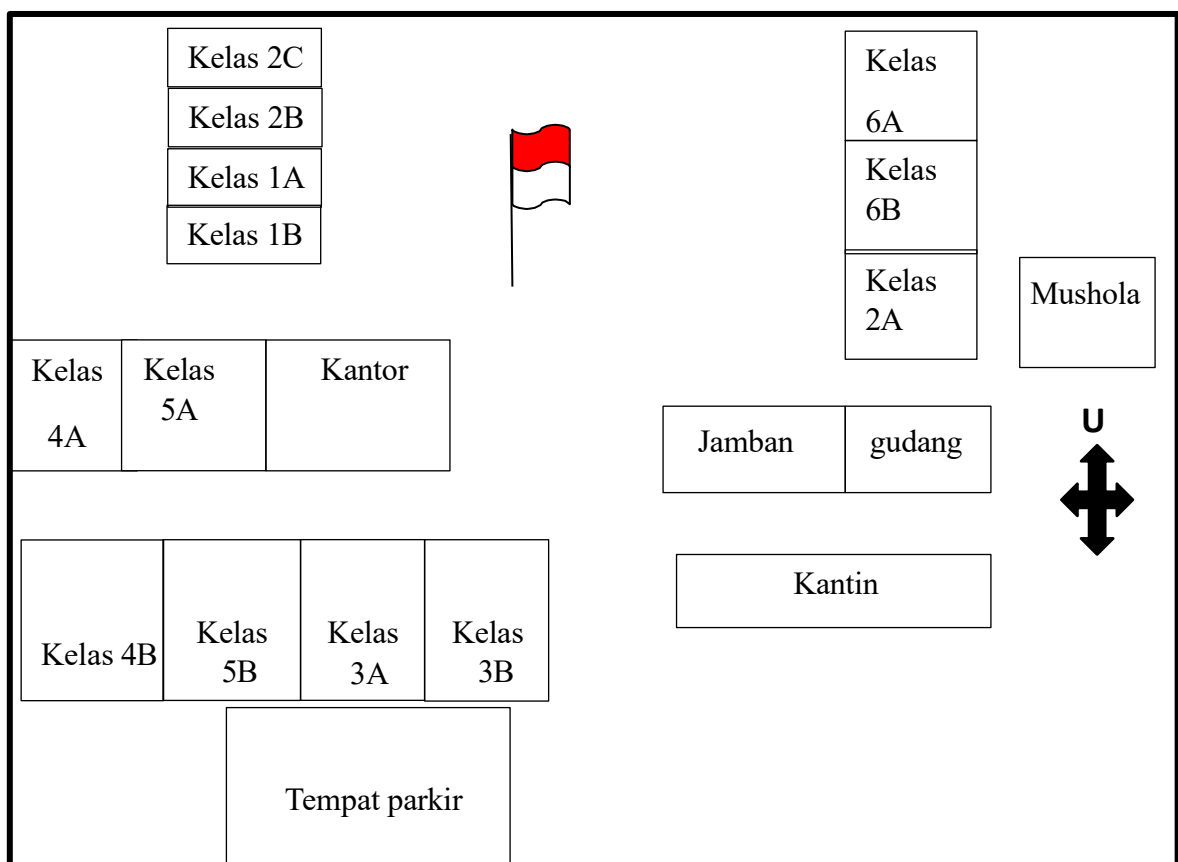 Kelas 2C
Kelas 2B
Kelas 1A
Kelas 1B
Kelas
6A
Kelas
6B
Kelas
2A
Mushola
Kelas
4A
Kelas
5A
Kantor
Jamban
gudang
U
Kantin
Kelas 4B
Kelas
5B
Kelas
3A
Kelas
3B
Tempat parkir